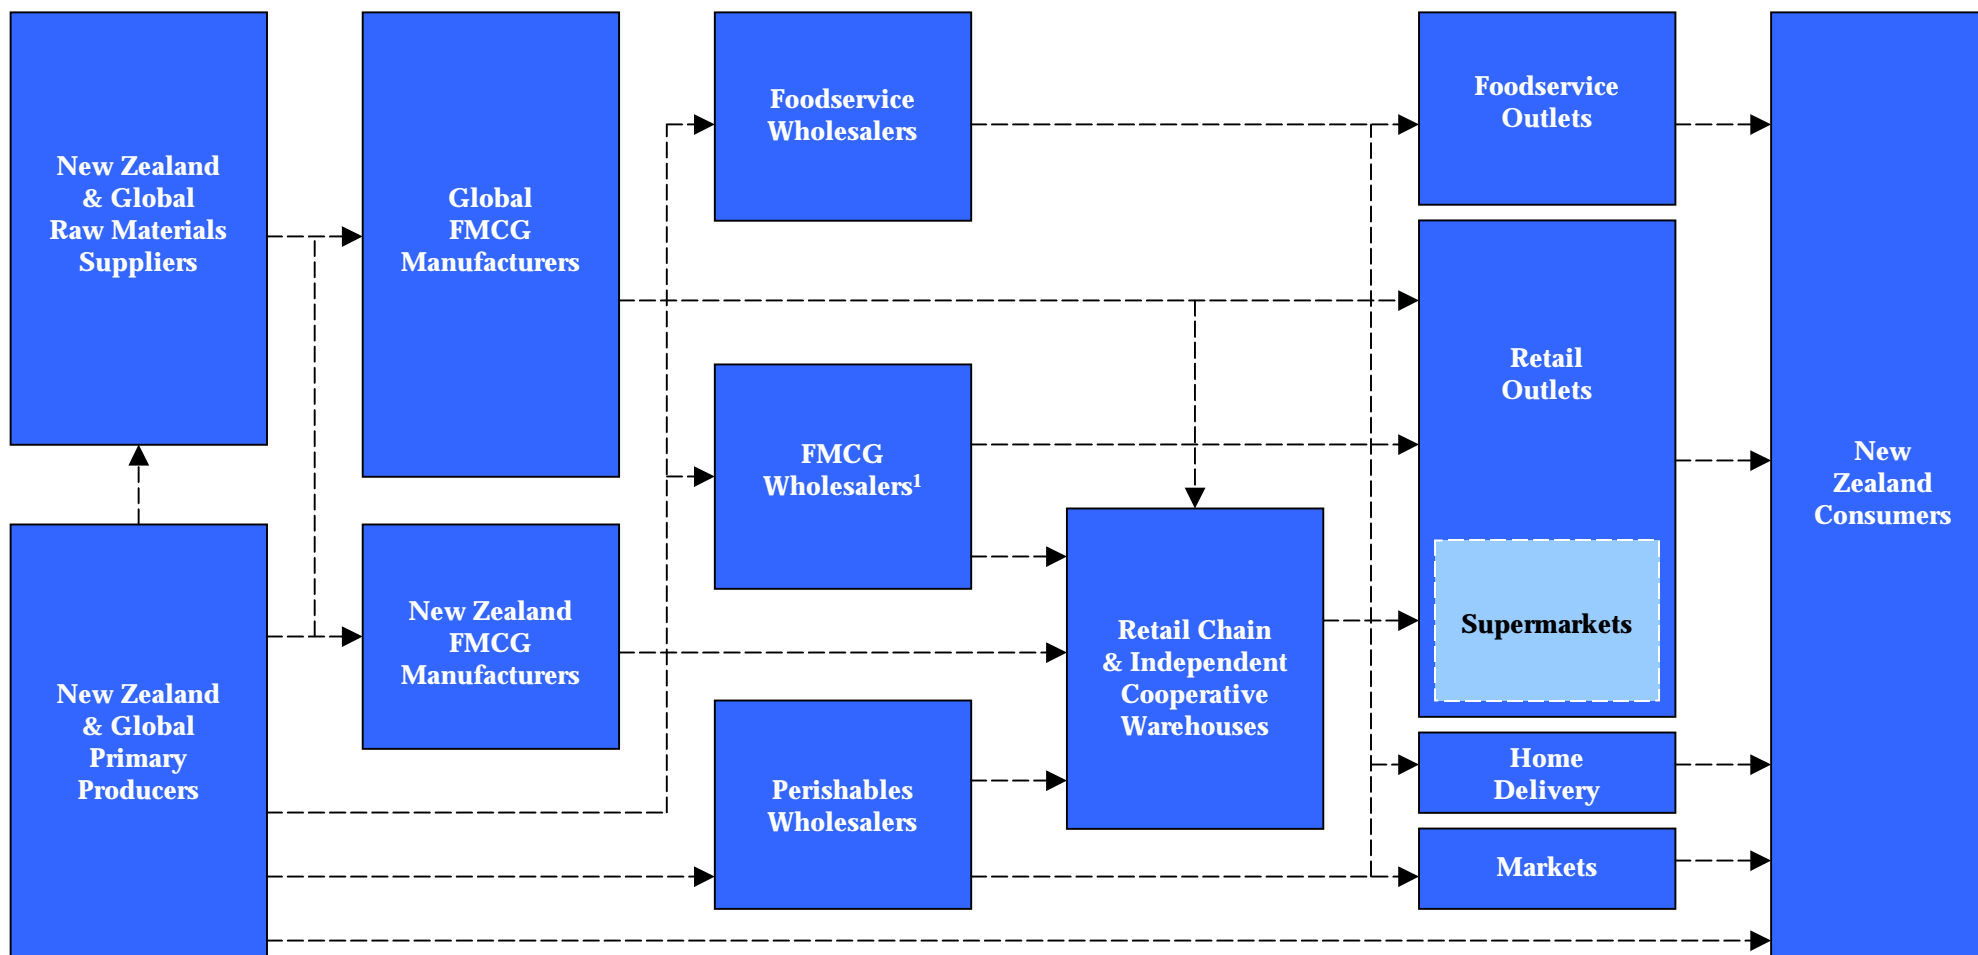 New Zealand
& Global
Raw Materials
Suppliers
Global
FMCG
Manufacturers
Foodservice
Wholesalers
Foodservice
Outlets
Retail
Outlets
FMCG
Wholesalers¹
New
Zealand
Consumers
New Zealand
FMCG
Manufacturers
Supermarkets
Retail Chain
& Independent
Cooperative
Warehouses
New Zealand
& Global
Primary
Producers
Perishables
Wholesalers
Home
Delivery
Markets